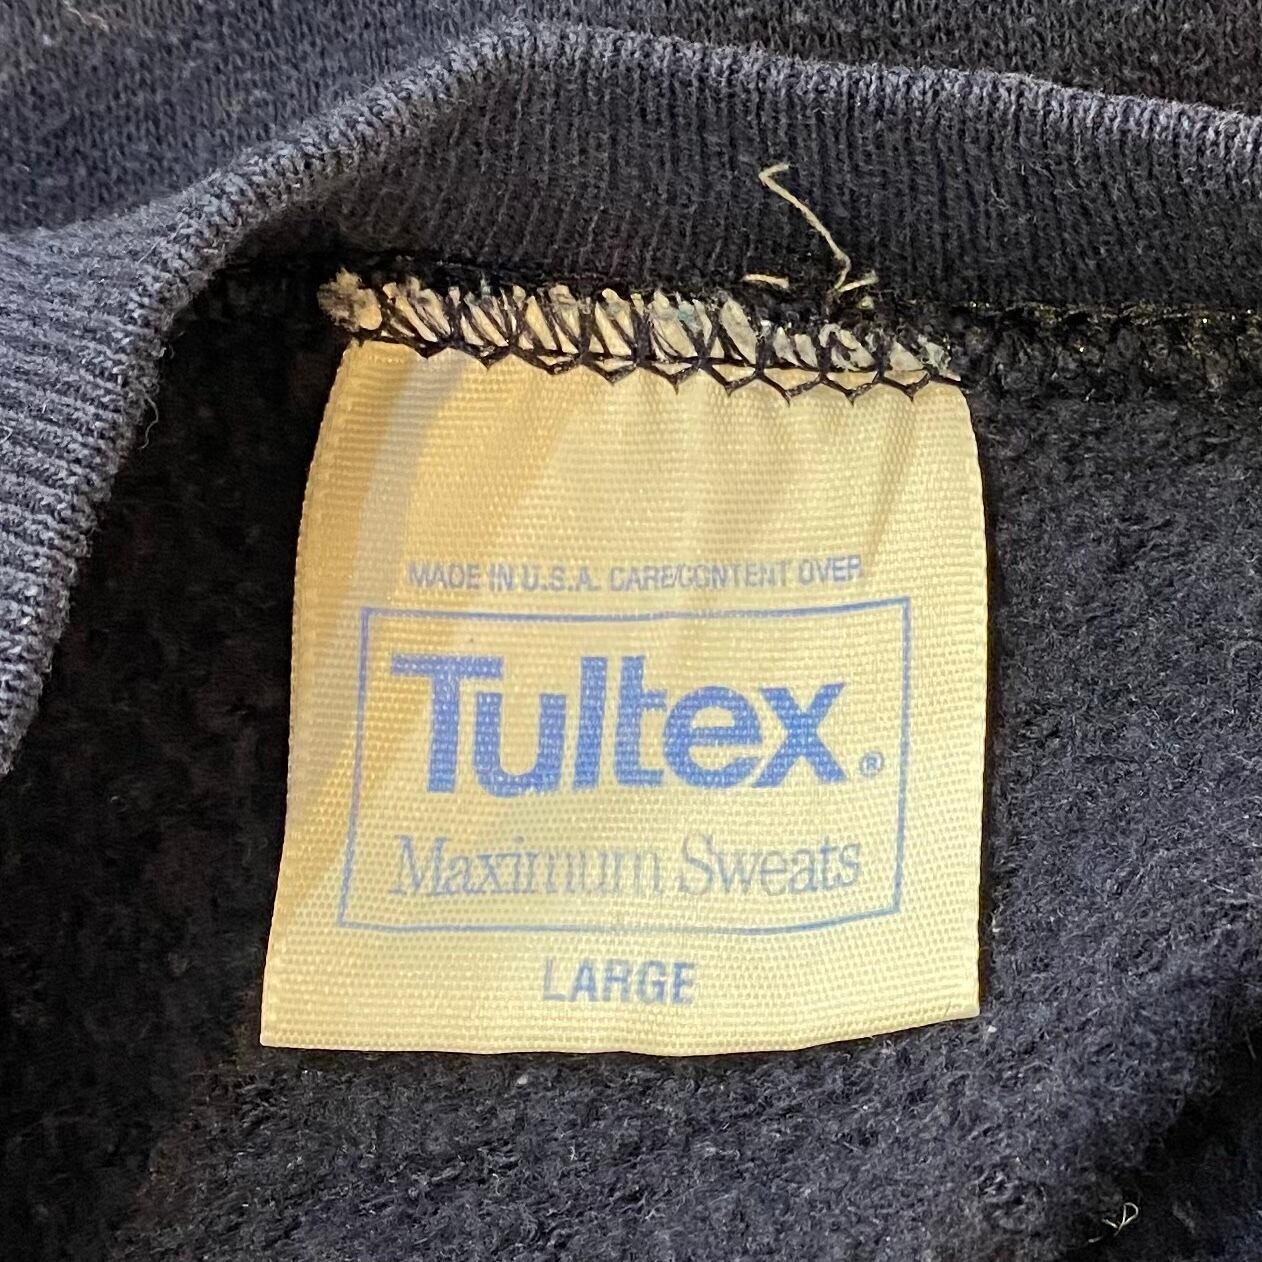 MADE IN U.S.A. CARE/CONTENT OVER
Tultex®
Maximum Sweats
LARGE